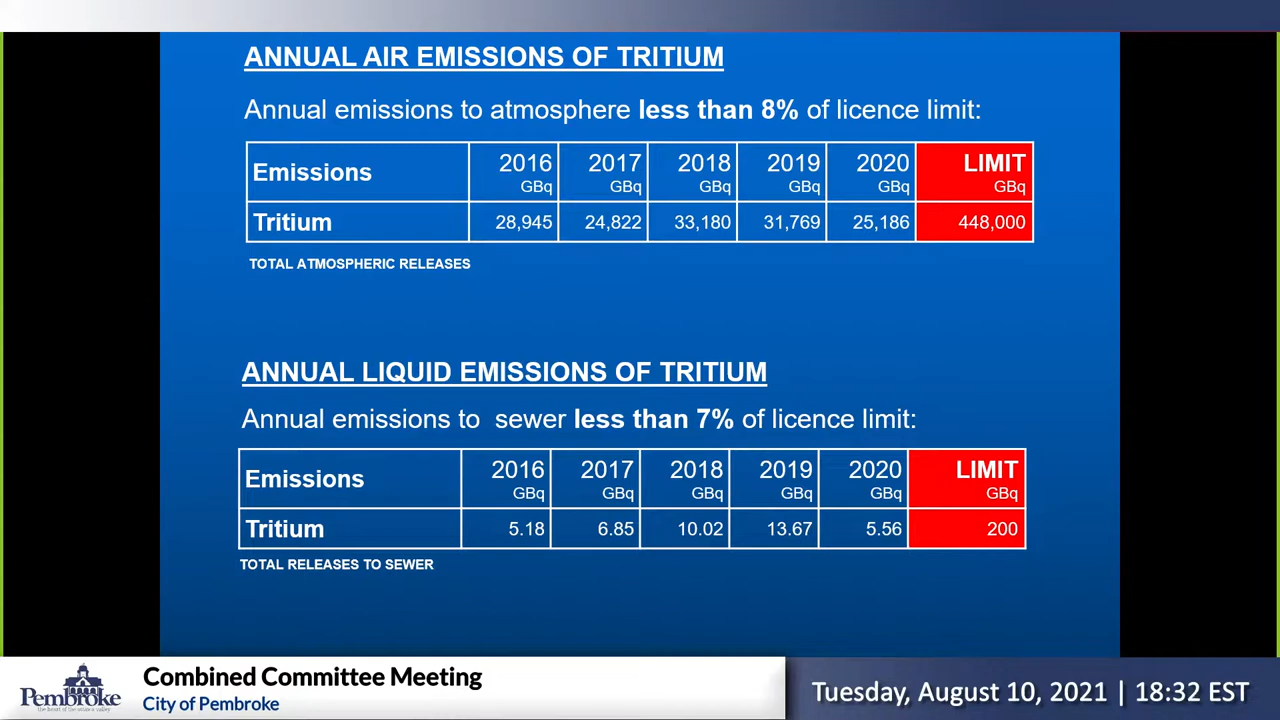 ANNUAL AIR EMISSIONS OF TRITIUM
Annual emissions to atmosphere less than 8% of licence limit:
Emissions 2016 GBq 2017 GBq 2018 GBq 2019 GBq 2020 GBq LIMIT GBq
Tritium 28,945 24,822 33,180 31,769 25,186 448,000
TOTAL ATMOSPHERIC RELEASES
ANNUAL LIQUID EMISSIONS OF TRITIUM
Annual emissions to sewer less than 7% of licence limit:
Emissions 2016 GBq 2017 GBq 2018 GBq 2019 GBq 2020 GBq LIMIT GBq
Tritium 5.18 6.85 10.02 13.67 5.56 200
TOTAL RELEASES TO SEWER
Pembroke
Combined Committee Meeting
City of Pembroke
Tuesday, August 10, 2021 | 18:32 EST